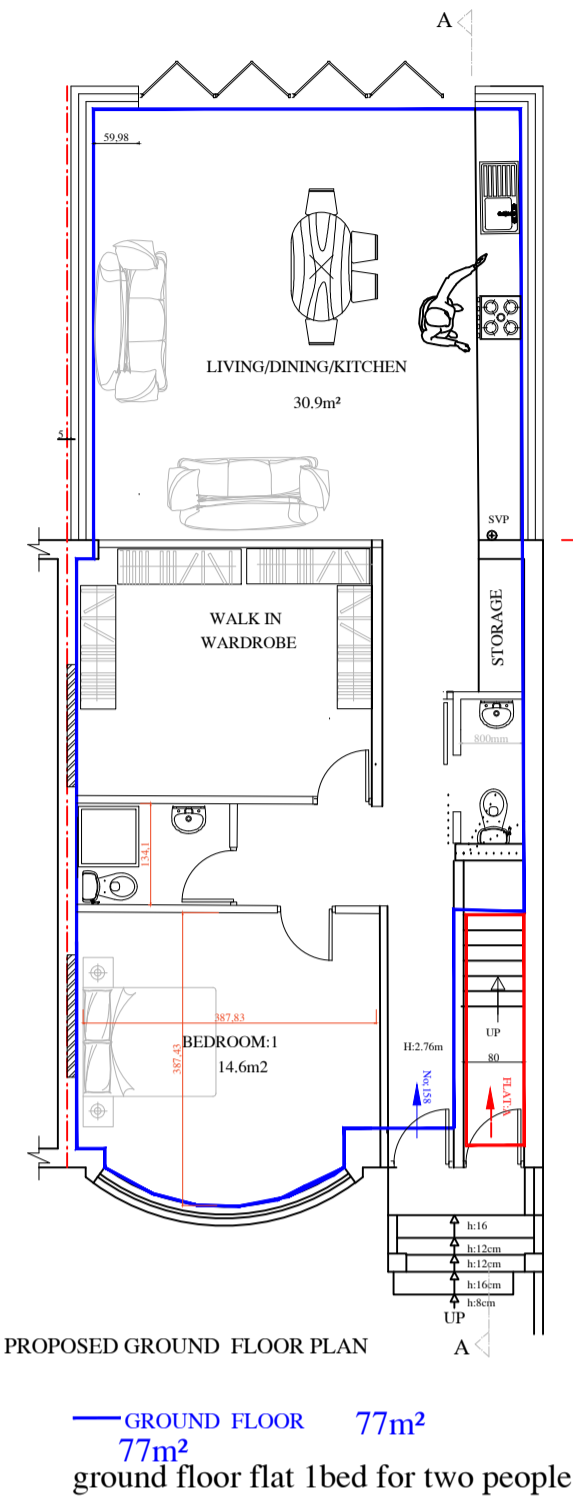 A
59,98
LIVING/DINING/KITCHEN
30.9m²
5
SVP
WALK IN
WARDROBE
STORAGE
800mm
134,1
387,83
BEDROOM:1
14.6m2
387,43
H:2.76m
UP
80
No;158
FLAT:A
h:16
h:12cm
h:12cm
h:16cm
h:8cm
UP
PROPOSED GROUND FLOOR PLAN
A
GROUND FLOOR 77m²
77m²
ground floor flat 1bed for two people